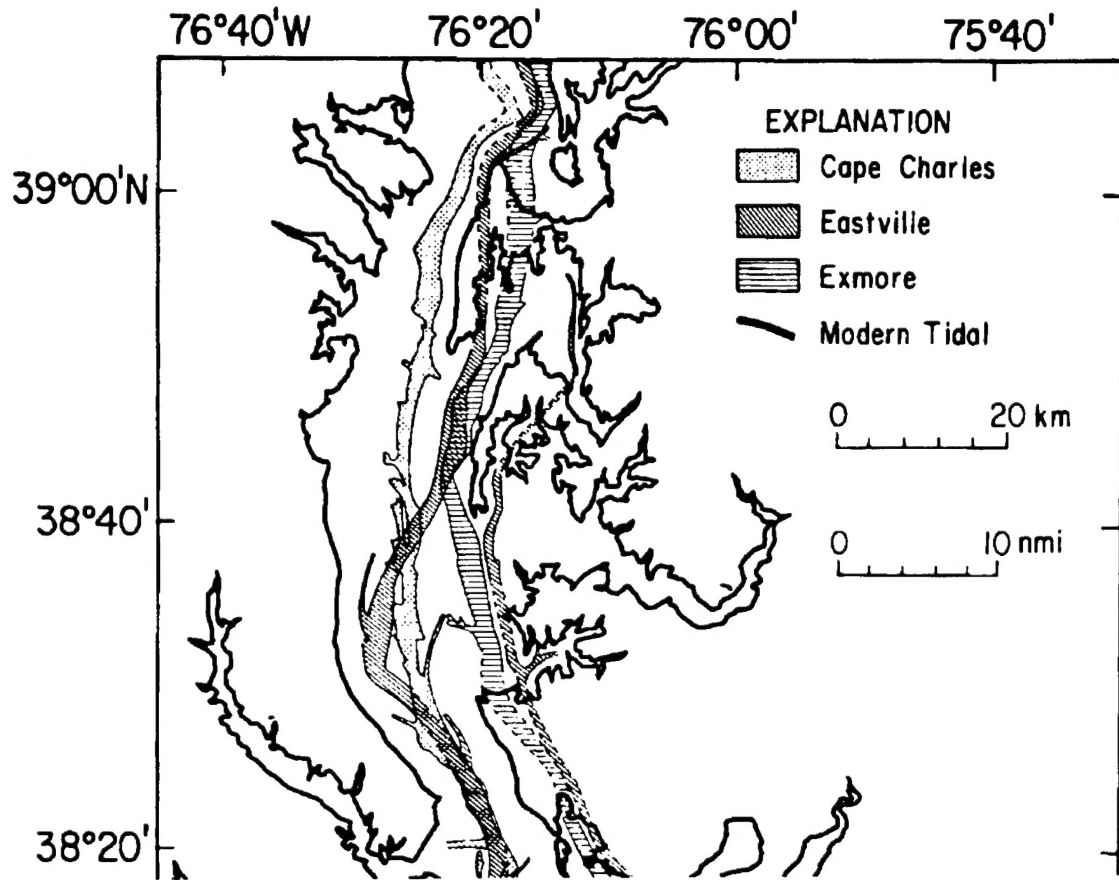 76°40'W 76°20' 76°00' 75°40'
EXPLANATION
Cape Charles
39°00'N
Eastville
Exmore
Modern Tidal
0 20 km
38°40'
0 10 nmi
38°20'